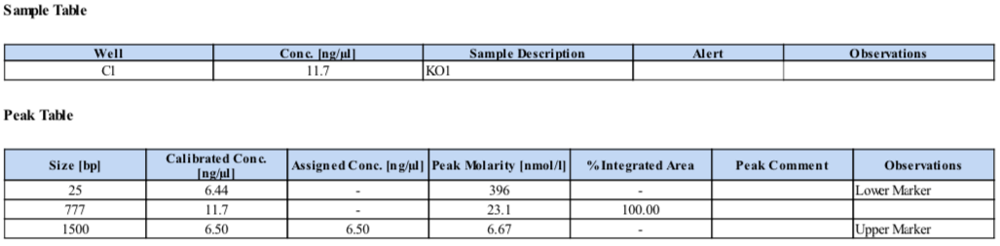 Sample Table
Well Conc. [ng/µl] Sample Description Alert Observations
C1 11.7 KO1
Peak Table
Size [bp] Calibrated Conc. [ng/µl] Assigned Conc. [ng/µl] Peak Molarity [nmol/l] % Integrated Area Peak Comment Observations
25 6.44 - 396 - Lower Marker
777 11.7 - 23.1 100.00
1500 6.50 6.50 6.67 - Upper Marker